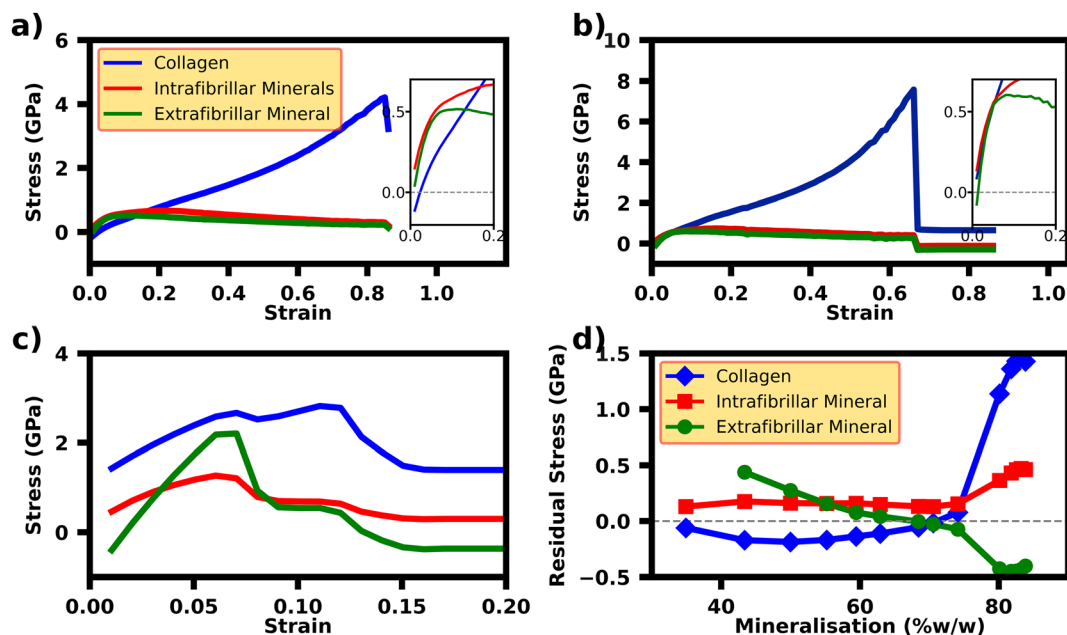 a)
6
4
2
0
Stress (GPa)
Collagen
Intrafibrillar Minerals
Extrafibrillar Mineral
0.5
0.0
0.0
0.2
0.0 0.2 0.4 0.6 0.8 1.0
Strain
b)
10
8
6
4
2
0
Stress (GPa)
0.5
0.0
0.0
0.2
0.0 0.2 0.4 0.6 0.8 1.0
Strain
c)
4
2
0
Stress (GPa)
0.00 0.05 0.10 0.15 0.20
Strain
d)
1.5
1.0
0.5
0.0
−0.5
Residual Stress (GPa)
Collagen
Intrafibrillar Mineral
Extrafibrillar Mineral
40 60 80
Mineralisation (%w/w)